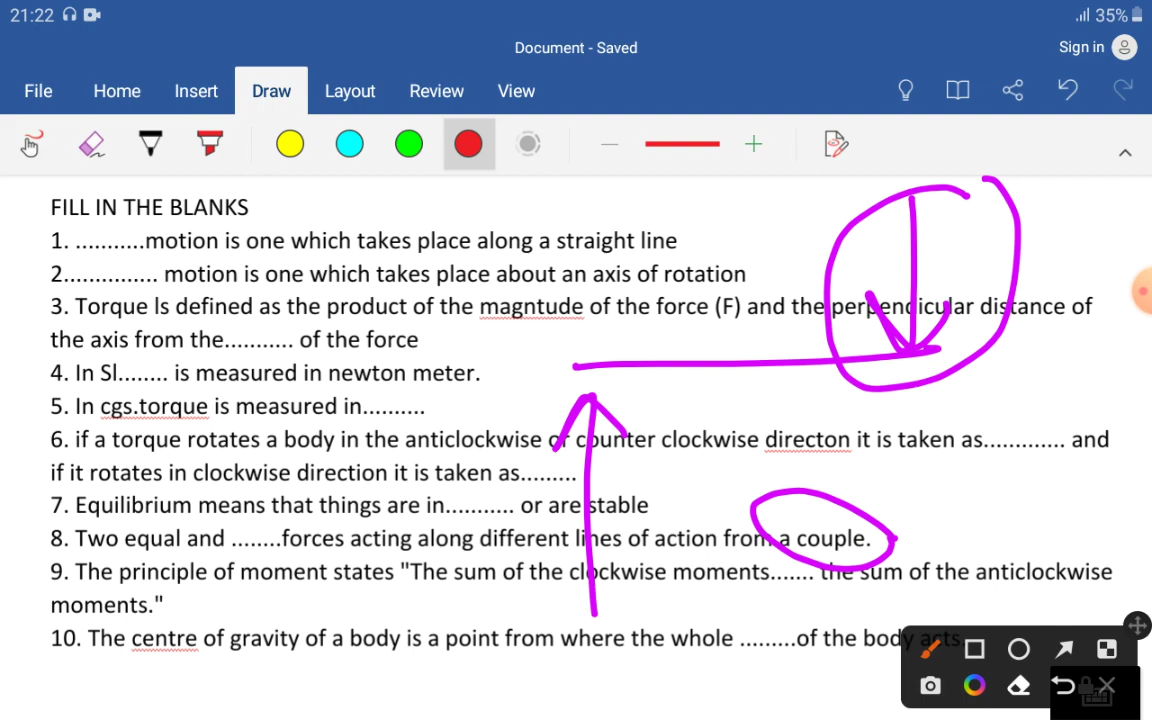 21:22 35%
Document - Saved
Sign in
File Home Insert Draw Layout Review View
FILL IN THE BLANKS
1. ...........motion is one which takes place along a straight line
2............... motion is one which takes place about an axis of rotation
3. Torque ls defined as the product of the magntude of the force (F) and the perpendicular distance of
the axis from the........... of the force
4. In Sl........ is measured in newton meter.
5. In cgs.torque is measured in..........
6. if a torque rotates a body in the anticlockwise or counter clockwise directon it is taken as............. and
if it rotates in clockwise direction it is taken as.........
7. Equilibrium means that things are in........... or are stable
8. Two equal and ........forces acting along different lines of action from a couple.
9. The principle of moment states "The sum of the clockwise moments....... the sum of the anticlockwise
moments."
10. The centre of gravity of a body is a point from where the whole .........of the body acts.